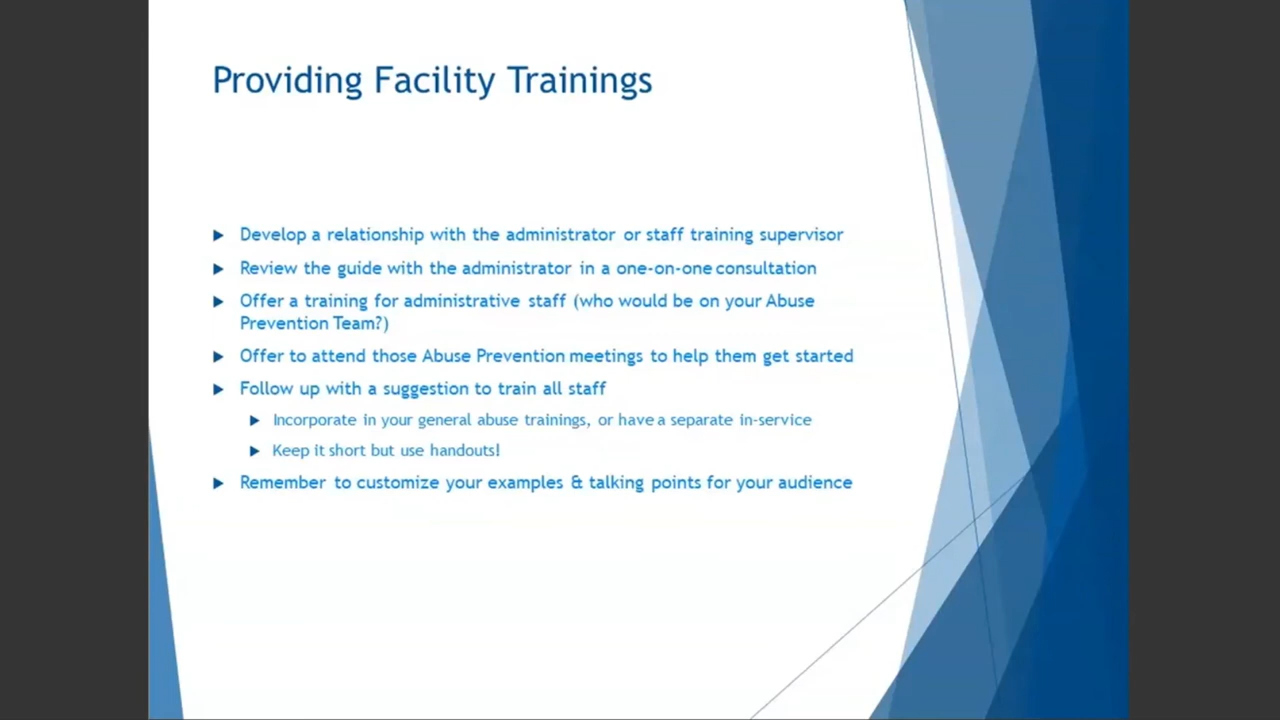 Providing Facility Trainings
Develop a relationship with the administrator or staff training supervisor
Review the guide with the administrator in a one-on-one consultation
Offer a training for administrative staff (who would be on your Abuse
Prevention Team?)
Offer to attend those Abuse Prevention meetings to help them get started
Follow up with a suggestion to train all staff
Incorporate in your general abuse trainings, or have a separate in-service
Keep it short but use handouts!
Remember to customize your examples & talking points for your audience